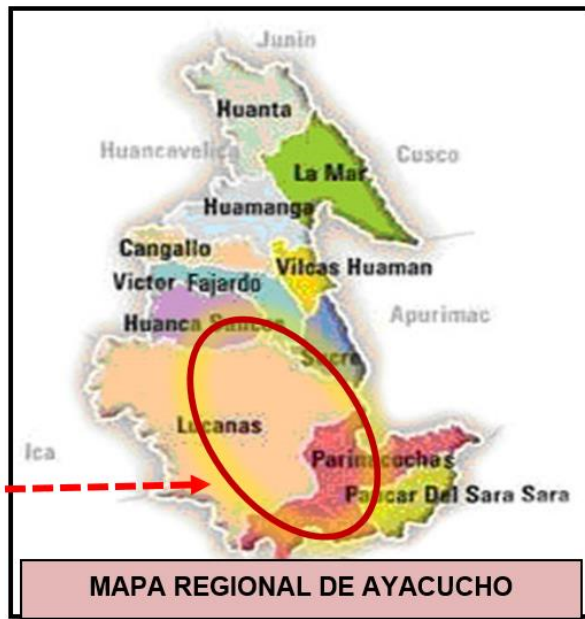 Junin
Huanta
Huancavelica
Cusco
La Mar
Huamanga
Cangallo
Vilcas Huaman
Victor Fajardo
Apurimac
Huanca Sancos
Sucre
Lucanas
Ica
Parinacochas
Paucar Del Sara Sara
MAPA REGIONAL DE AYACUCHO